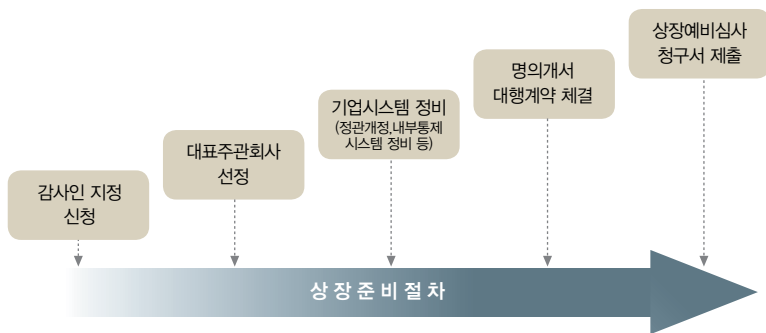 감사인 지정
신청
대표주관회사
선정
기업시스템 정비
(정관개정,내부통제
시스템 정비 등)
명의개서
대행계약 체결
상장예비심사
청구서 제출
상장준비절차